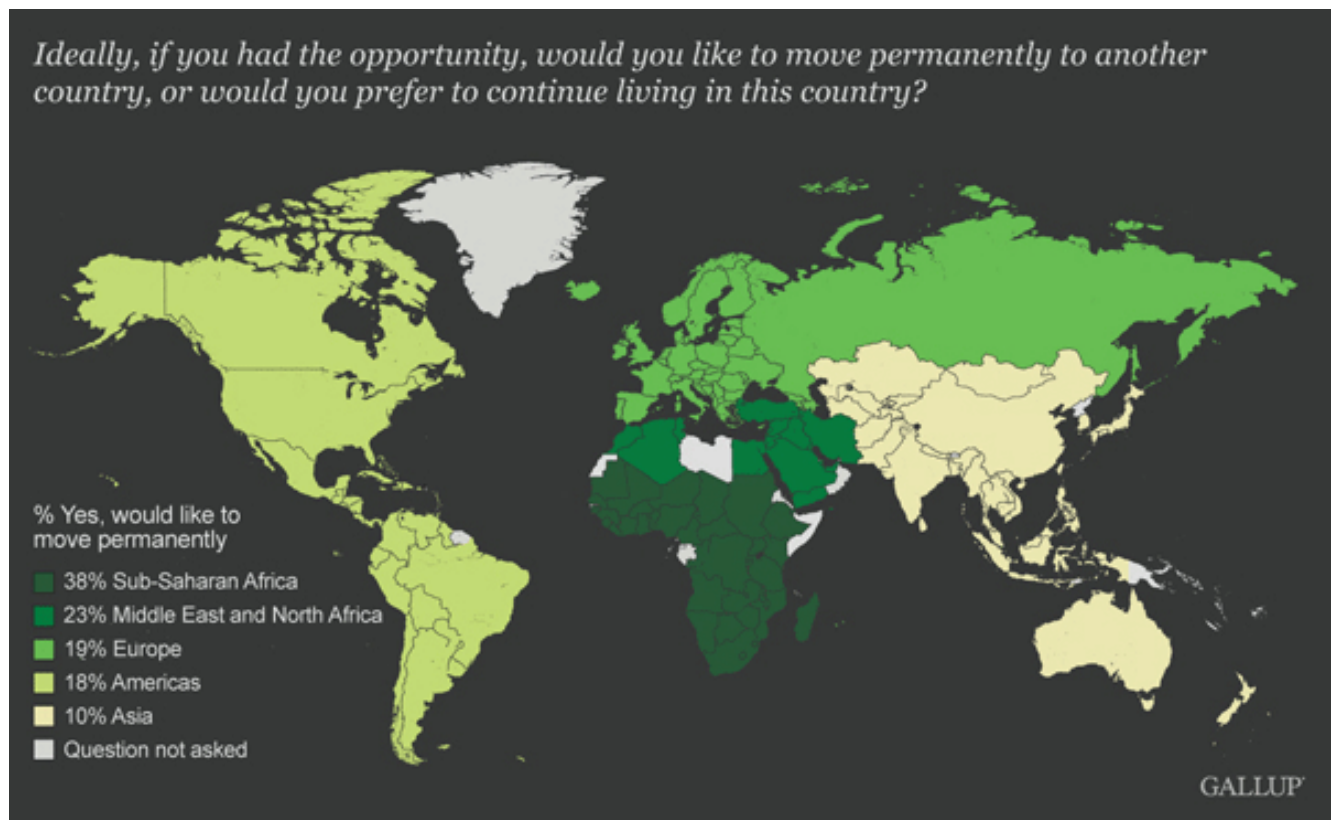 Ideally, if you had the opportunity, would you like to move permanently to another
country, or would you prefer to continue living in this country?
% Yes, would like to
move permanently
38% Sub-Saharan Africa
23% Middle East and North Africa
19% Europe
18% Americas
10% Asia
Question not asked
GALLUP